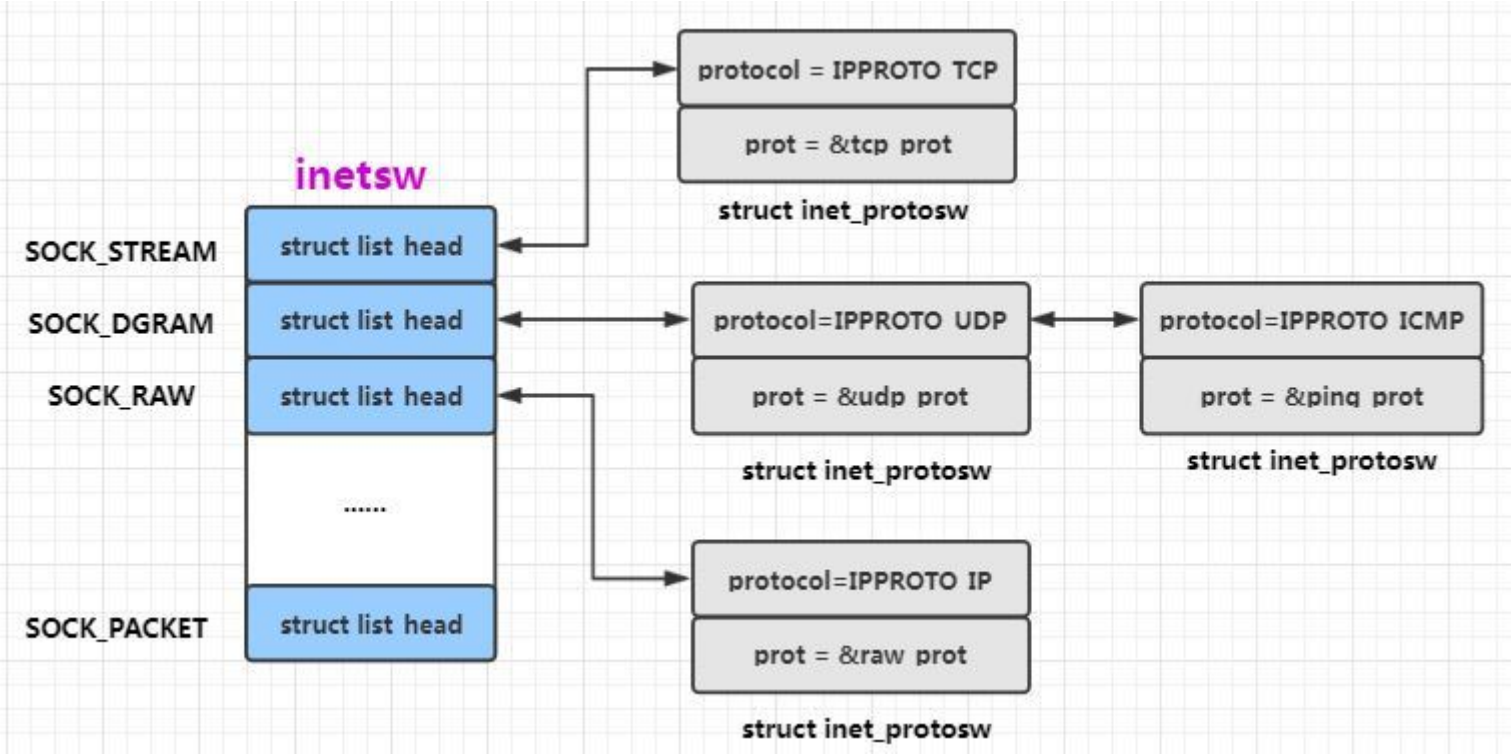 inetsw
SOCK_STREAM
struct list head
SOCK_DGRAM
struct list head
SOCK_RAW
struct list head
......
SOCK_PACKET
struct list head
protocol = IPPROTO TCP
prot = &tcp prot
struct inet_protosw
protocol=IPPROTO UDP
prot = &udp prot
struct inet_protosw
protocol=IPPROTO ICMP
prot = &ping prot
struct inet_protosw
protocol=IPPROTO IP
prot = &raw prot
struct inet_protosw